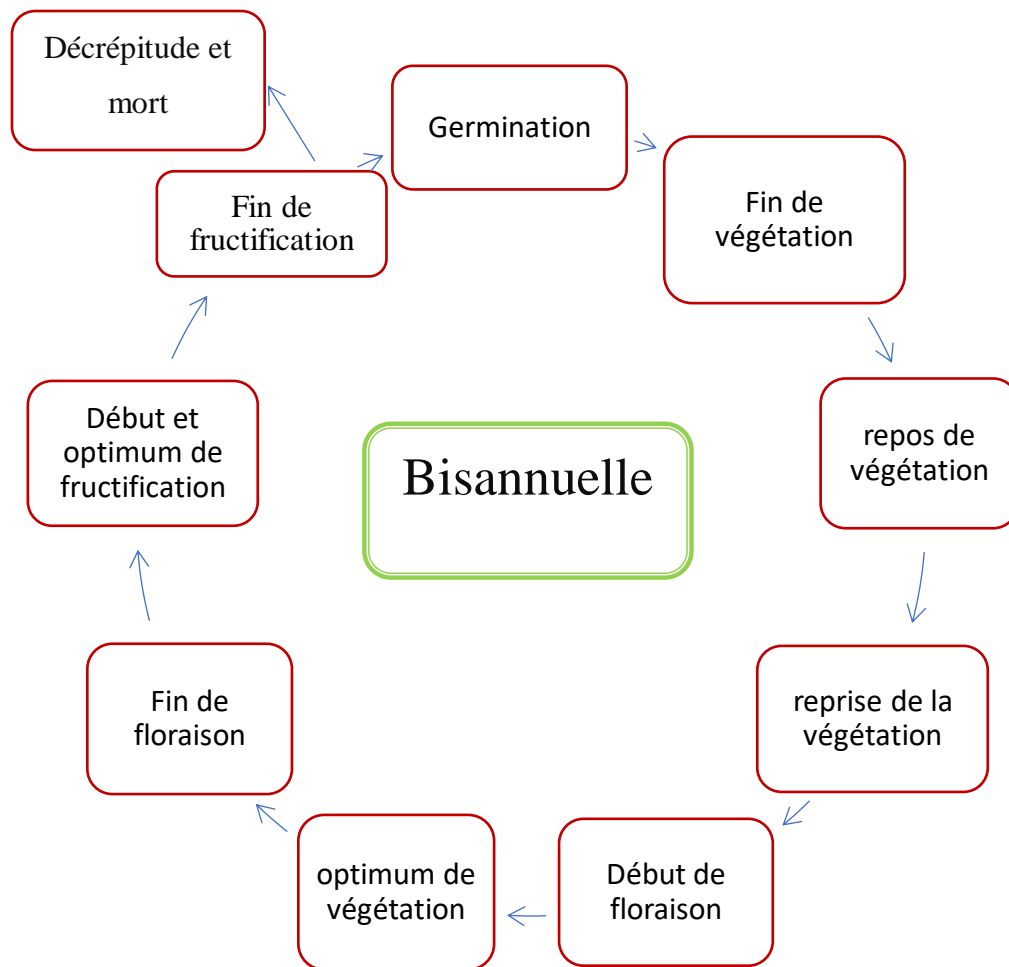 Décrépitude et
mort
Germination
Fin de
végétation
repos de
végétation
reprise de la
végétation
Début de
floraison
optimum de
végétation
Fin de
floraison
Début et
optimum de
fructification
Fin de
fructification
Bisannuelle